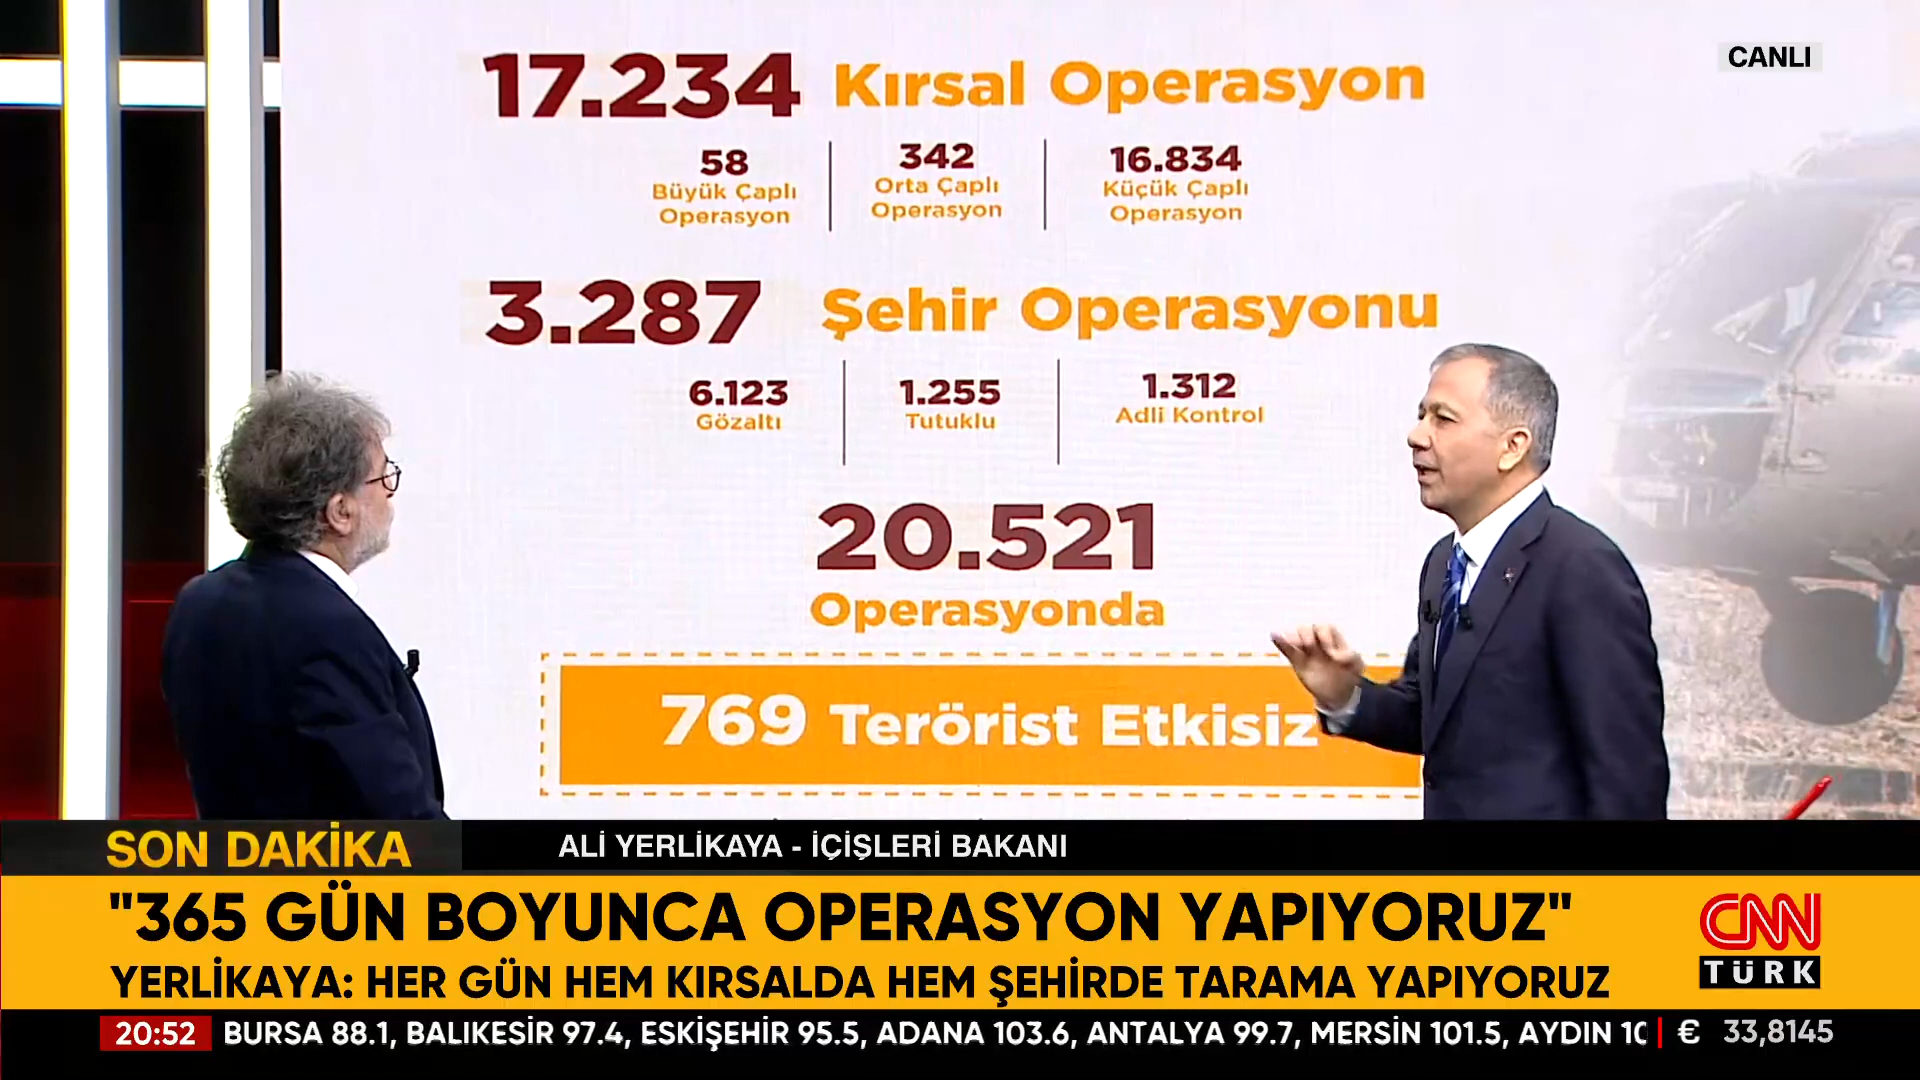 CANLI
17.234 Kırsal Operasyon
58
Büyük Çaplı
Operasyon
342
Orta Çaplı
Operasyon
16.834
Küçük Çaplı
Operasyon
3.287 Şehir Operasyonu
6.123
Gözaltı
1.255
Tutuklu
1.312
Adli Kontrol
20.521
Operasyonda
769 Terörist Etkisiz
SON DAKİKA
ALİ YERLİKAYA - İÇİŞLERİ BAKANI
"365 GÜN BOYUNCA OPERASYON YAPIYORUZ"
YERLİKAYA: HER GÜN HEM KIRSALDA HEM ŞEHİRDE TARAMA YAPIYORUZ
CNN
TÜRK
20:52 BURSA 88.1, BALIKESİR 97.4, ESKİŞEHİR 95.5, ADANA 103.6, ANTALYA 99.7, MERSİN 101.5, AYDIN 10 € 33,8145